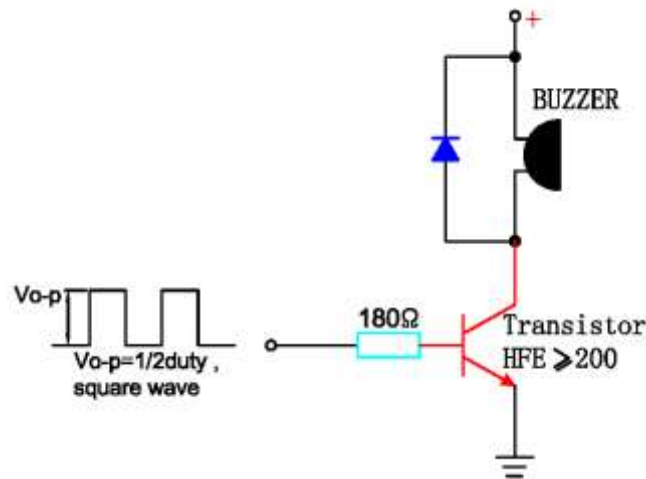 +
BUZZER
Vo-p
180Ω
Transistor
HFE ⩾200
Vo-p=1/2duty ,
square wave